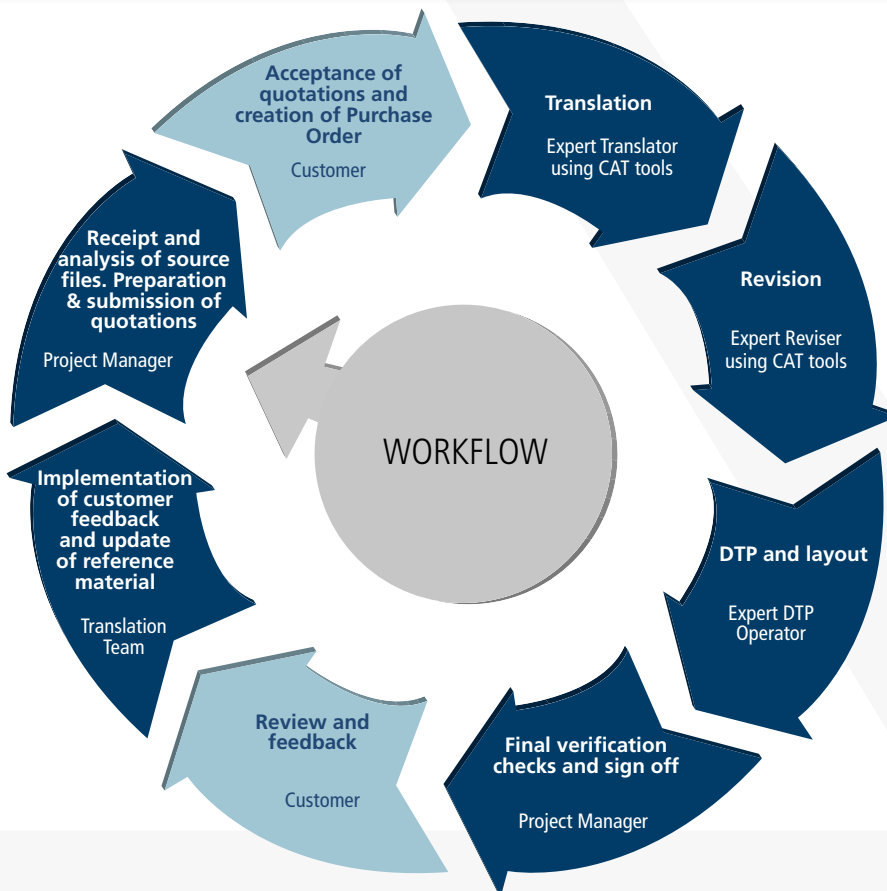 WORKFLOW
Receipt and
analysis of source
files. Preparation
& submission of
quotations
Project Manager
Acceptance of
quotations and
creation of Purchase
Order
Customer
Translation
Expert Translator
using CAT tools
Revision
Expert Reviser
using CAT tools
DTP and layout
Expert DTP
Operator
Final verification
checks and sign off
Project Manager
Review and
feedback
Customer
Implementation
of customer
feedback
and update
of reference
material
Translation
Team